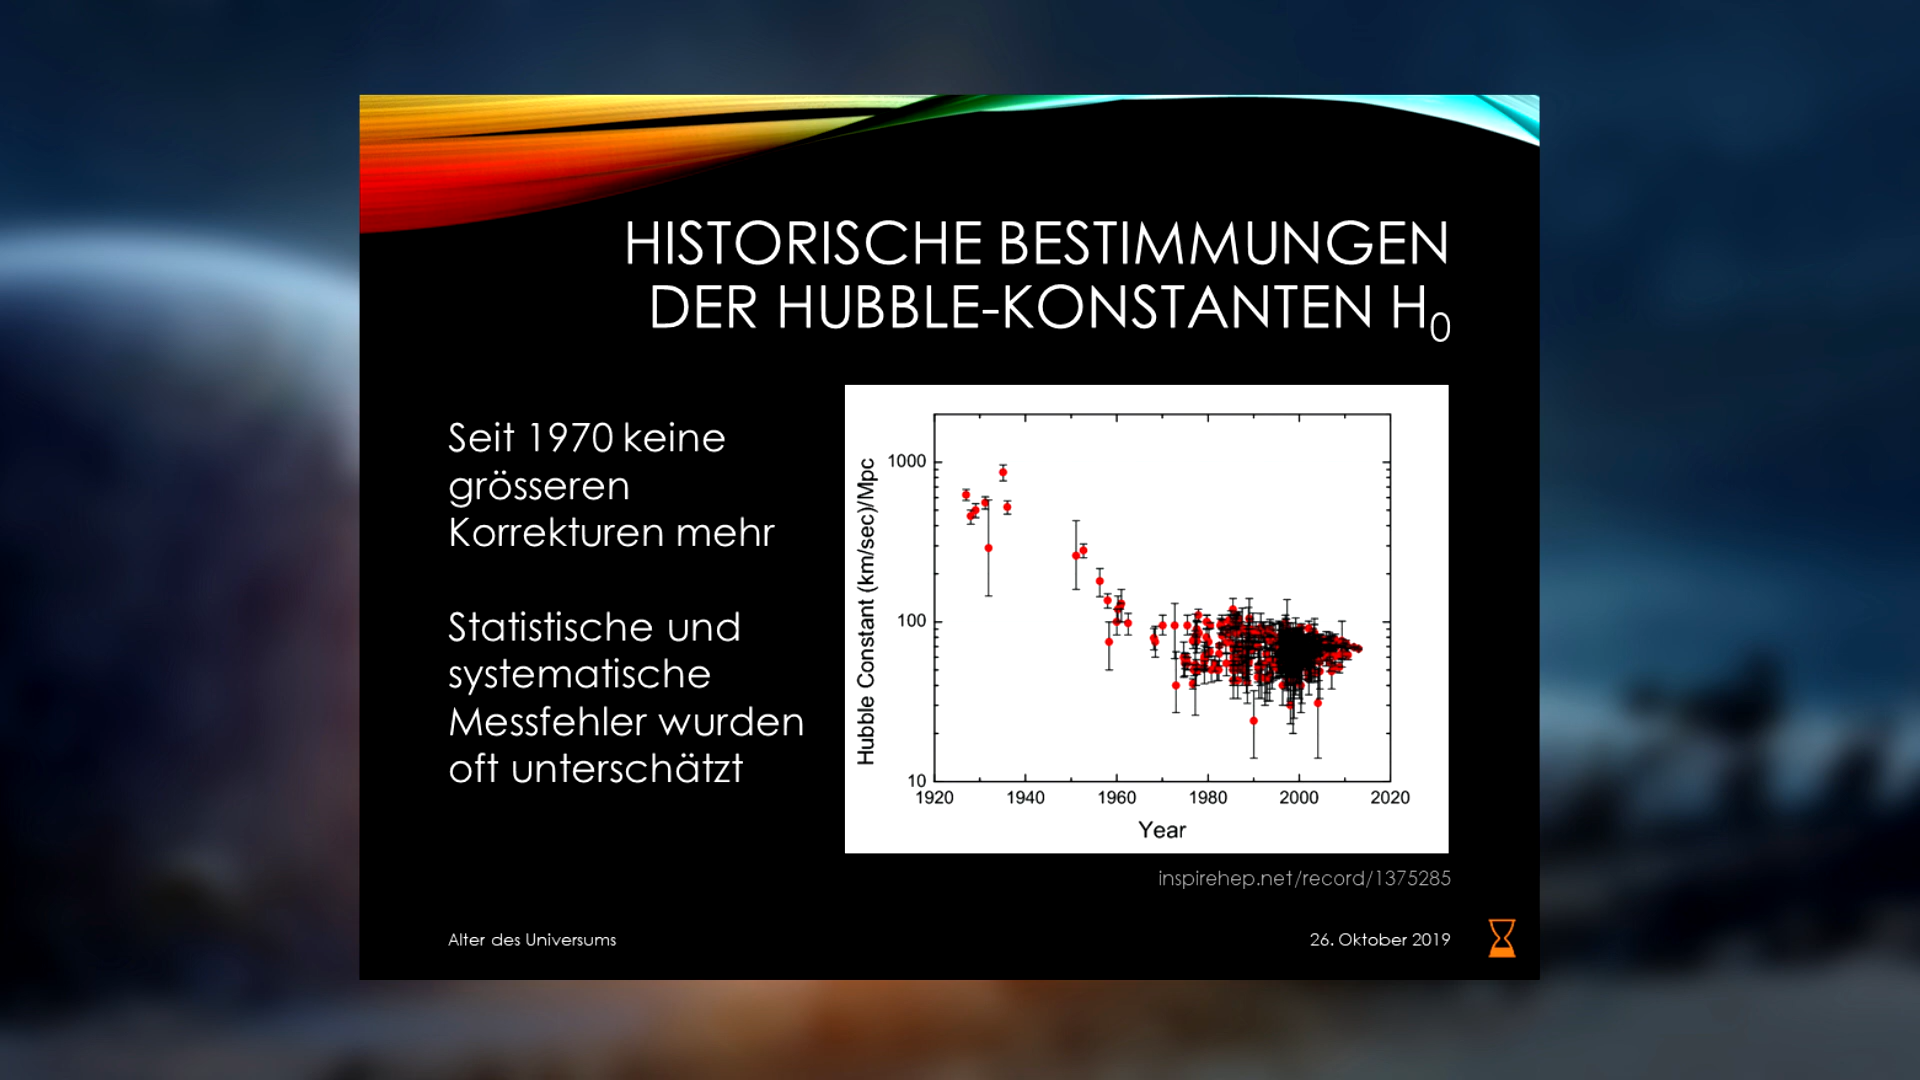 HISTORISCHE BESTIMMUNGEN
DER HUBBLE-KONSTANTEN H₀
Seit 1970 keine
grösseren
Korrekturen mehr
Statistische und
systematische
Messfehler wurden
oft unterschätzt
Hubble Constant (km/sec)/Mpc
1000
100
10
1920 1940 1960 1980 2000 2020
Year
inspirehep.net/record/1375285
Alter des Universums
26. Oktober 2019